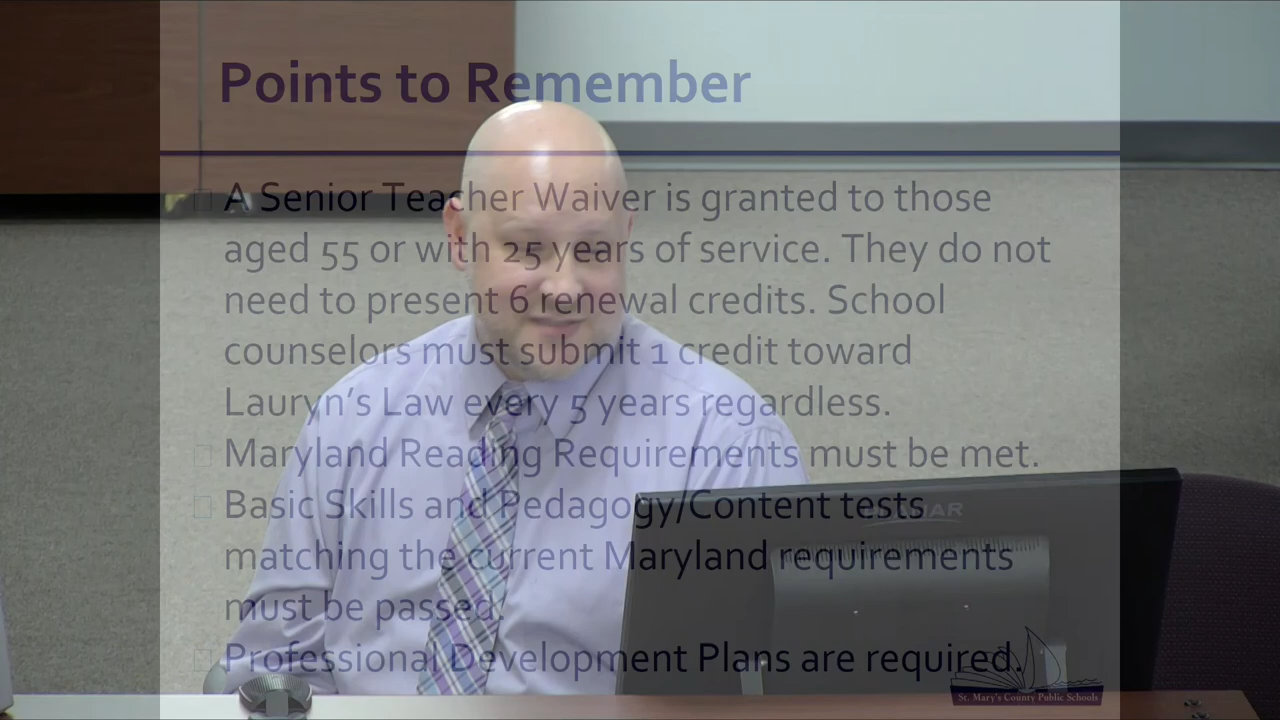 Points to Remember
A Senior Teacher Waiver is granted to those
aged 55 or with 25 years of service. They do not
need to present 6 renewal credits. School
counselors must submit 1 credit toward
Lauryn’s Law every 5 years regardless.
Maryland Reading Requirements must be met.
Basic Skills and Pedagogy/Content tests
matching the current Maryland requirements
must be passed.
Professional Development Plans are required.
St. Mary's County Public Schools